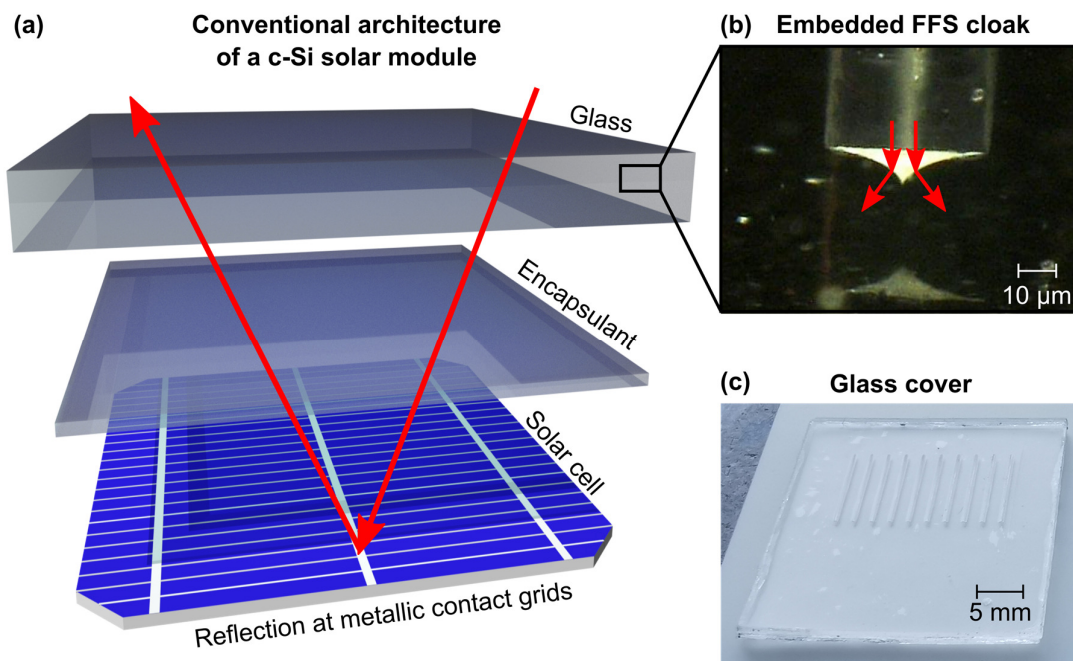 (a)
Conventional architecture
of a c-Si solar module
Glass
Encapsulant
Solar cell
Reflection at metallic contact grids
(b)
Embedded FFS cloak
10 µm
(c)
Glass cover
5 mm